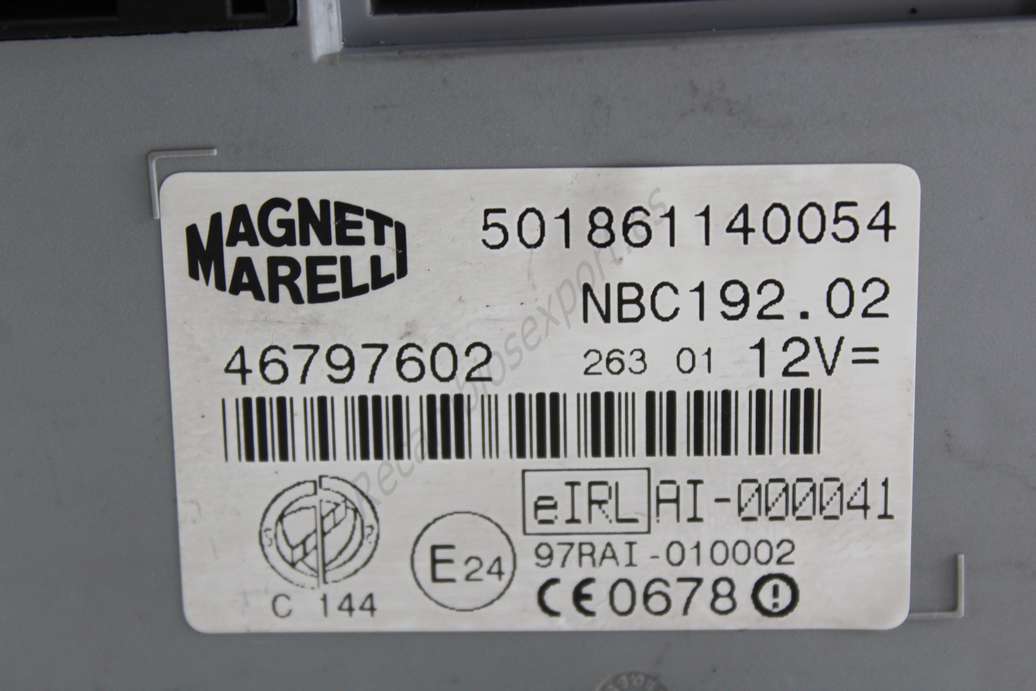 MAGNETI
MARELLI
501861140054
NBC192.02
46797602
263 01 12V=
eIRL AI-000041
97RAI-010002
E24
CE0678
C 144